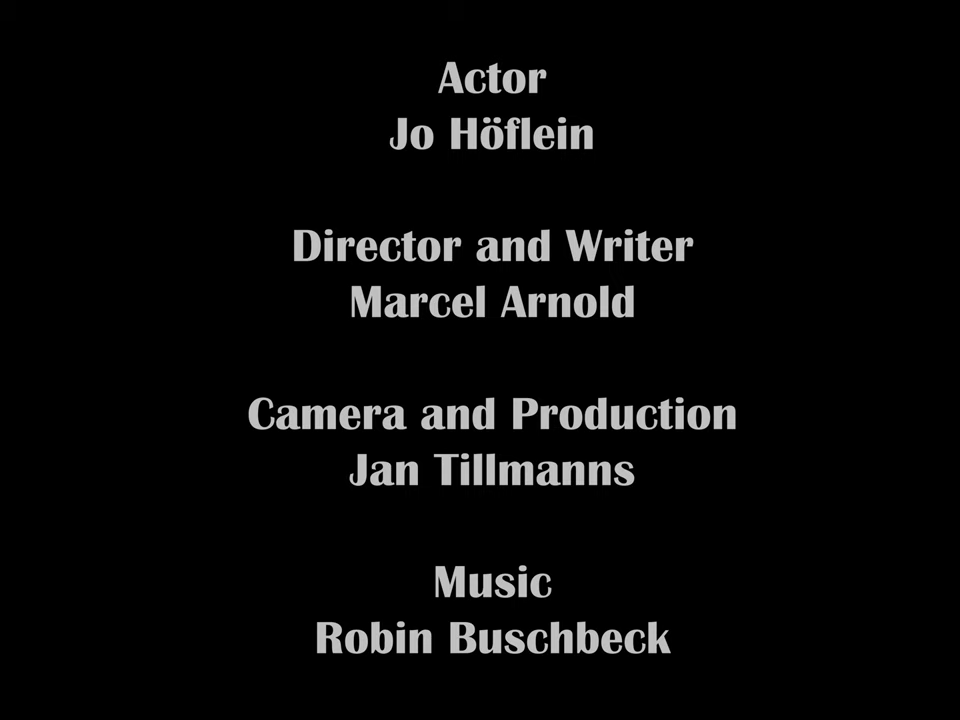 Actor
Jo Höflein
Director and Writer
Marcel Arnold
Camera and Production
Jan Tillmanns
Music
Robin Buschbeck